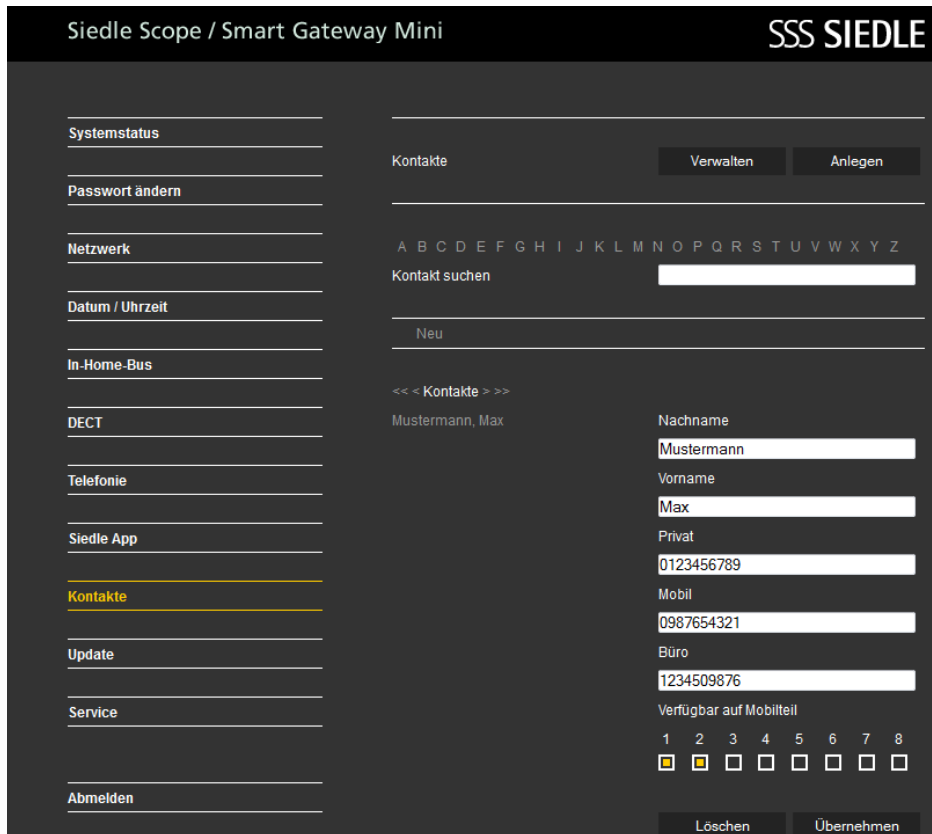 Siedle Scope / Smart Gateway Mini
SSS SIEDLE
Systemstatus
Passwort ändern
Netzwerk
Datum / Uhrzeit
In-Home-Bus
DECT
Telefonie
Siedle App
Kontakte
Update
Service
Abmelden
Kontakte
Verwalten
Anlegen
A B C D E F G H I J K L M N O P Q R S T U V W X Y Z
Kontakt suchen
Neu
<< < Kontakte > >>
Mustermann, Max
Nachname
Mustermann
Vorname
Max
Privat
0123456789
Mobil
0987654321
Büro
1234509876
Verfügbar auf Mobilteil
1 2 3 4 5 6 7 8
Löschen
Übernehmen